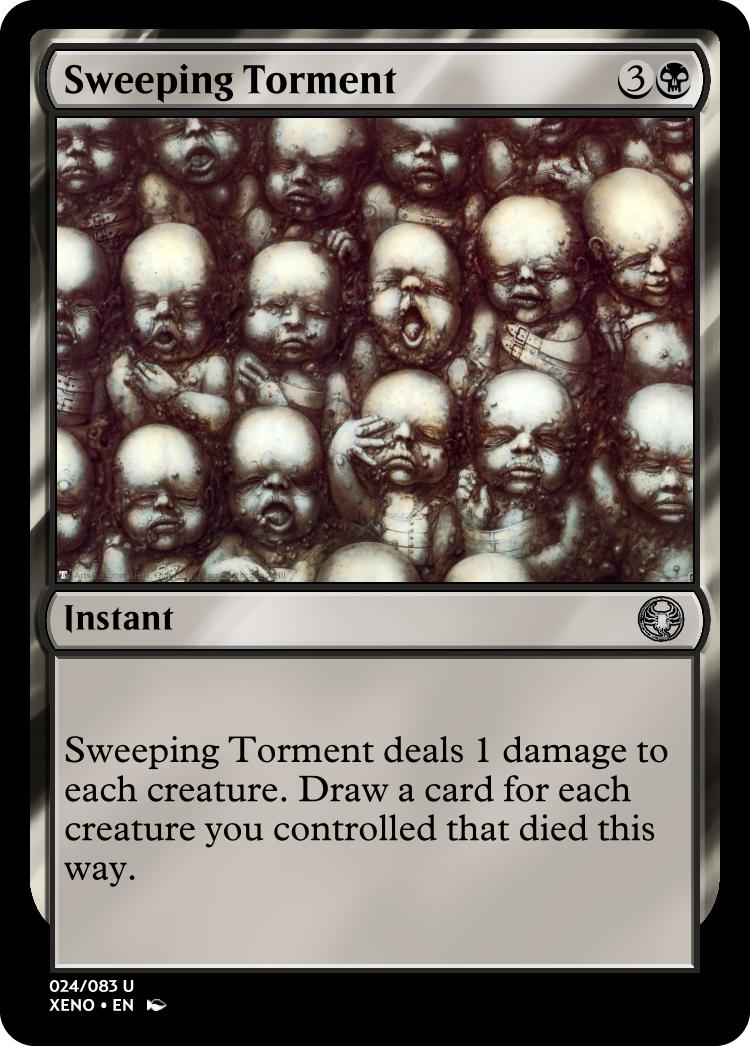 Sweeping Torment
3
Instant
Sweeping Torment deals 1 damage to
each creature. Draw a card for each
creature you controlled that died this
way.
024/083 U
XENO • EN